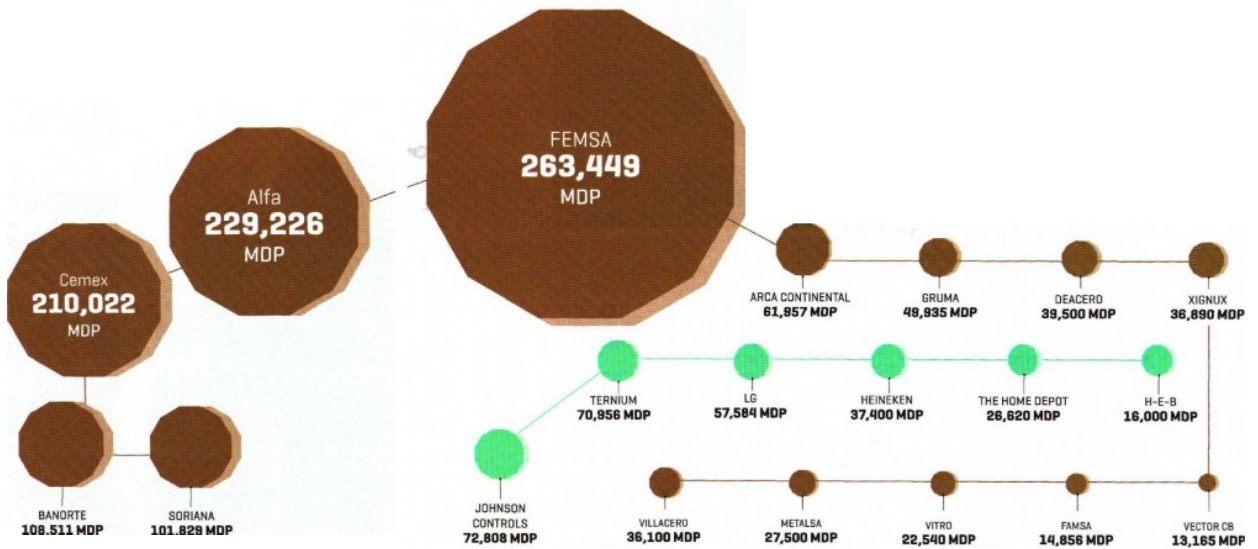 FEMSA
263,449
MDP
Alfa
229,226
MDP
Cemex
210,022
MDP
BANORTE
108,511 MDP
SORIANA
101,829 MDP
ARCA CONTINENTAL
61,957 MDP
GRUMA
49,935 MDP
DEACERO
39,500 MDP
XIGNUX
36,890 MDP
TERNIUM
70,956 MDP
LG
57,584 MDP
HEINEKEN
37,400 MDP
THE HOME DEPOT
26,620 MDP
H-E-B
16,000 MDP
JOHNSON
CONTROLS
72,808 MDP
VILLACERO
36,100 MDP
METALSA
27,500 MDP
VITRO
22,540 MDP
FAMSA
14,856 MDP
VECTOR CB
13,165 MDP